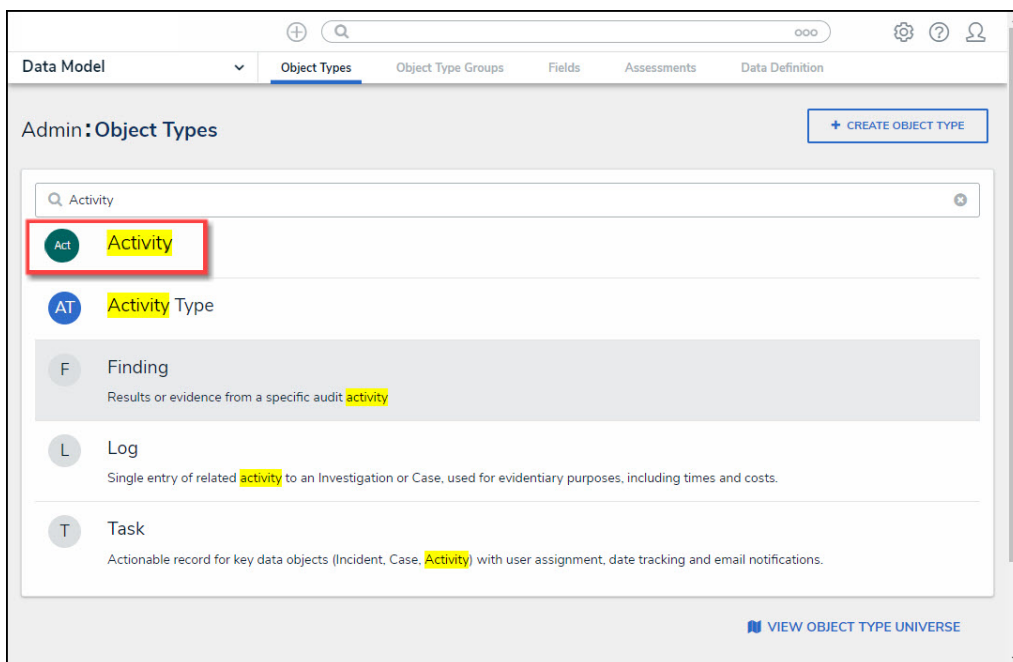 ooo
Data Model
Object Types
Object Type Groups
Fields
Assessments
Data Definition
Admin:Object Types
+ CREATE OBJECT TYPE
Activity
Act
Activity
AT
Activity Type
F
Finding
Results or evidence from a specific audit activity
L
Log
Single entry of related activity to an Investigation or Case, used for evidentiary purposes, including times and costs.
T
Task
Actionable record for key data objects (Incident, Case, Activity) with user assignment, date tracking and email notifications.
VIEW OBJECT TYPE UNIVERSE